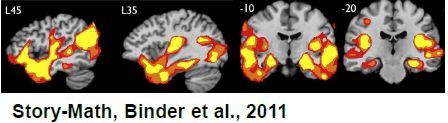 L45 L35 -10 -20
Story-Math, Binder et al., 2011